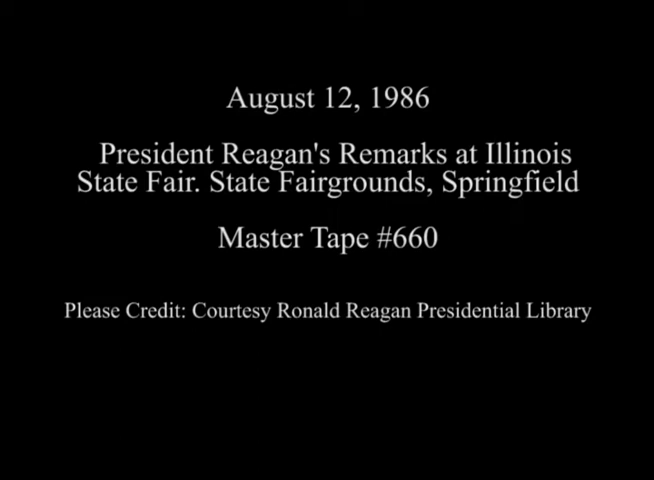 August 12, 1986
President Reagan's Remarks at Illinois
State Fair. State Fairgrounds, Springfield
Master Tape #660
Please Credit: Courtesy Ronald Reagan Presidential Library